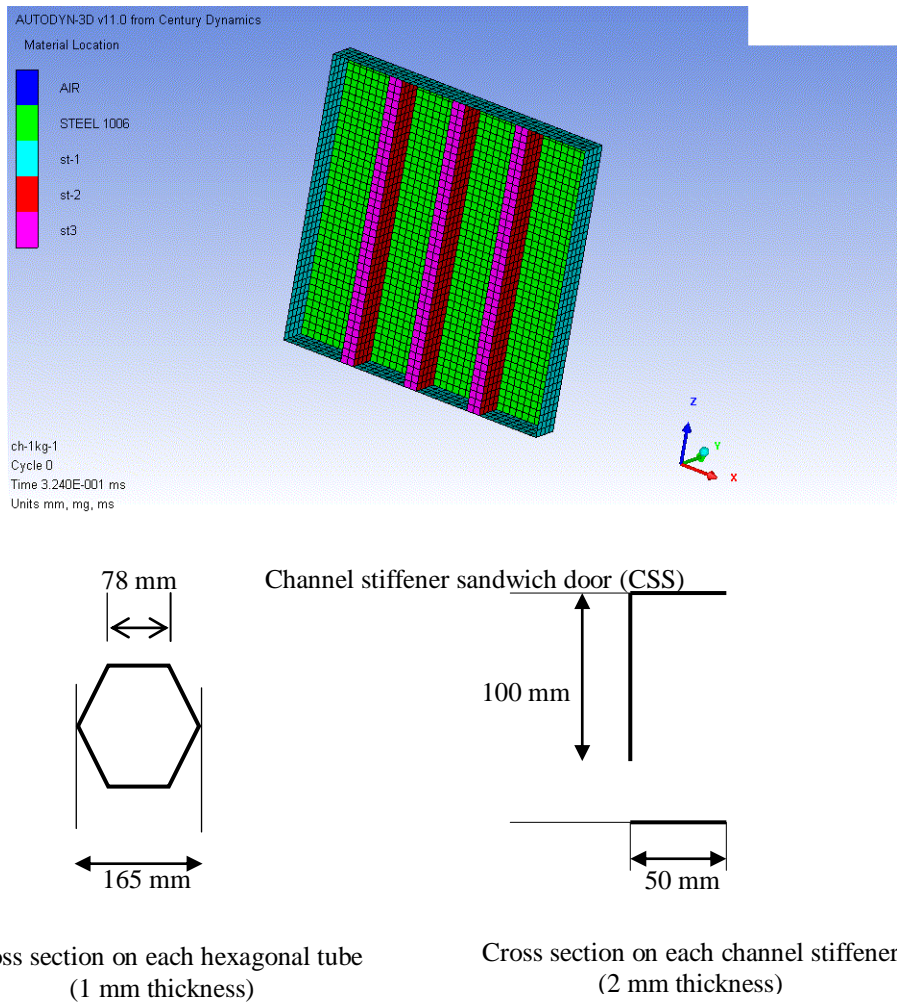 AUTODYN-3D v11.0 from Century Dynamics
Material Location
AIR
STEEL 1006
st-1
st-2
st3
Z
Y
X
ch-1kg-1
Cycle 0
Time 3.240E-001 ms
Units mm, mg, ms
78 mm
Channel stiffener sandwich door (CSS)
100 mm
165 mm
50 mm
oss section on each hexagonal tube
(1 mm thickness)
Cross section on each channel stiffener
(2 mm thickness)